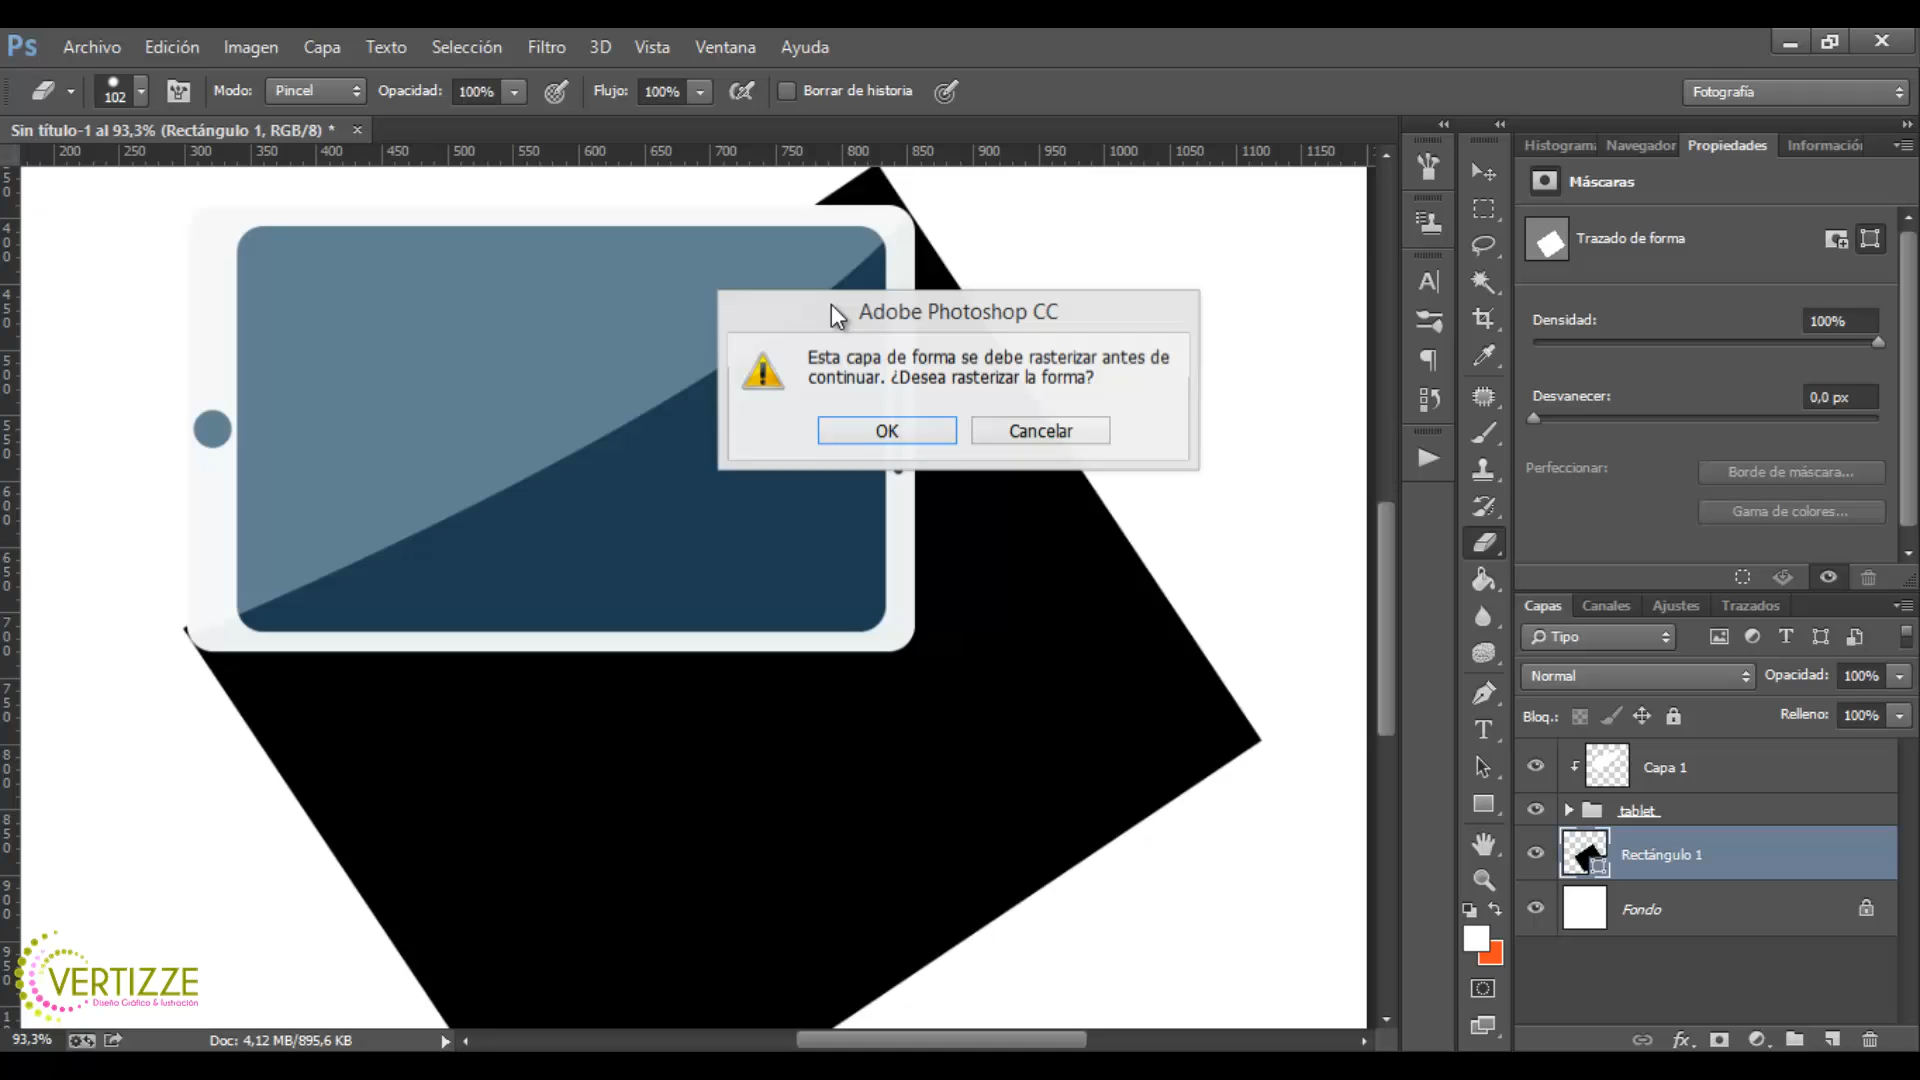 Ps Archivo Edición Imagen Capa Texto Selección Filtro 3D Vista Ventana Ayuda
102 Modo: Pincel Opacidad: 100% Flujo: 100% Borrar de historia Fotografía
Sin título-1 al 93,3% (Rectángulo 1, RGB/8) *
200 250 300 350 400 450 500 550 600 650 700 750 800 850 900 950 1000 1050 1100 1150
Histograma Navegador Propiedades Información
Máscaras
Trazado de forma
Densidad: 100%
Desvanecer: 0,0 px
Perfeccionar: Borde de máscara...
Gama de colores...
Adobe Photoshop CC
Esta capa de forma se debe rasterizar antes de
continuar. ¿Desea rasterizar la forma?
OK Cancelar
Capas Canales Ajustes Trazados
Tipo
Normal Opacidad: 100%
Bloq.: Relleno: 100%
Capa 1
tablet
Rectángulo 1
Fondo
VERTIZZE
Diseño Gráfico & Ilustración
93,3% Doc: 4,12 MB/895,6 KB